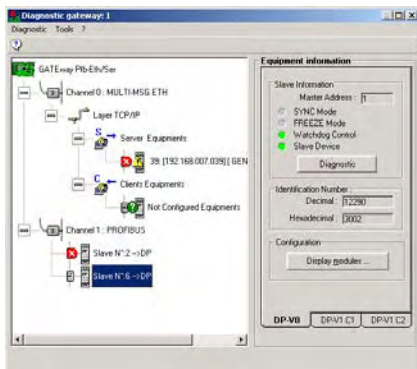 Diagnostic gateway: 1
Diagnostic Tools ?
GATEway Pfb-Eth/Ser
Channel 0 : MULTI-MSG ETH
Layer TCP/IP
Server Equipments
39: [192.168.007.039] ( GEN
Clients Equipments
Not Configured Equipments
Channel 1 : PROFIBUS
Slave N°:2 ->DP
Slave N°:6 ->DP
Equipment information
Slave Information
Master Address : 1
SYNC Mode
FREEZE Mode
Watchdog Control
Slave Device
Diagnostic
Identification Number :
Decimal : 12290
Hexadecimal : 3002
Configuration
Display modules ...
DP-V0 DP-V1 C1 DP-V1 C2